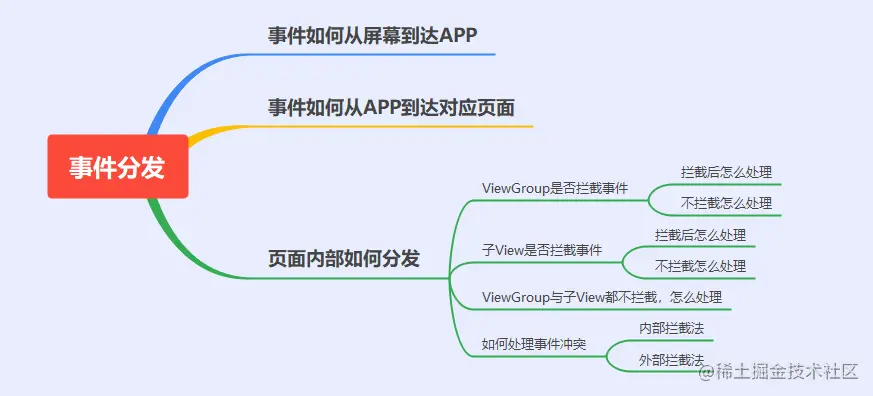 事件如何从屏幕到达APP
事件如何从APP到达对应页面
事件分发
页面内部如何分发
ViewGroup是否拦截事件
拦截后怎么处理
不拦截怎么处理
子View是否拦截事件
拦截后怎么处理
不拦截怎么处理
ViewGroup与子View都不拦截，怎么处理
如何处理事件冲突
内部拦截法
外部拦截法
@稀土掘金技术社区